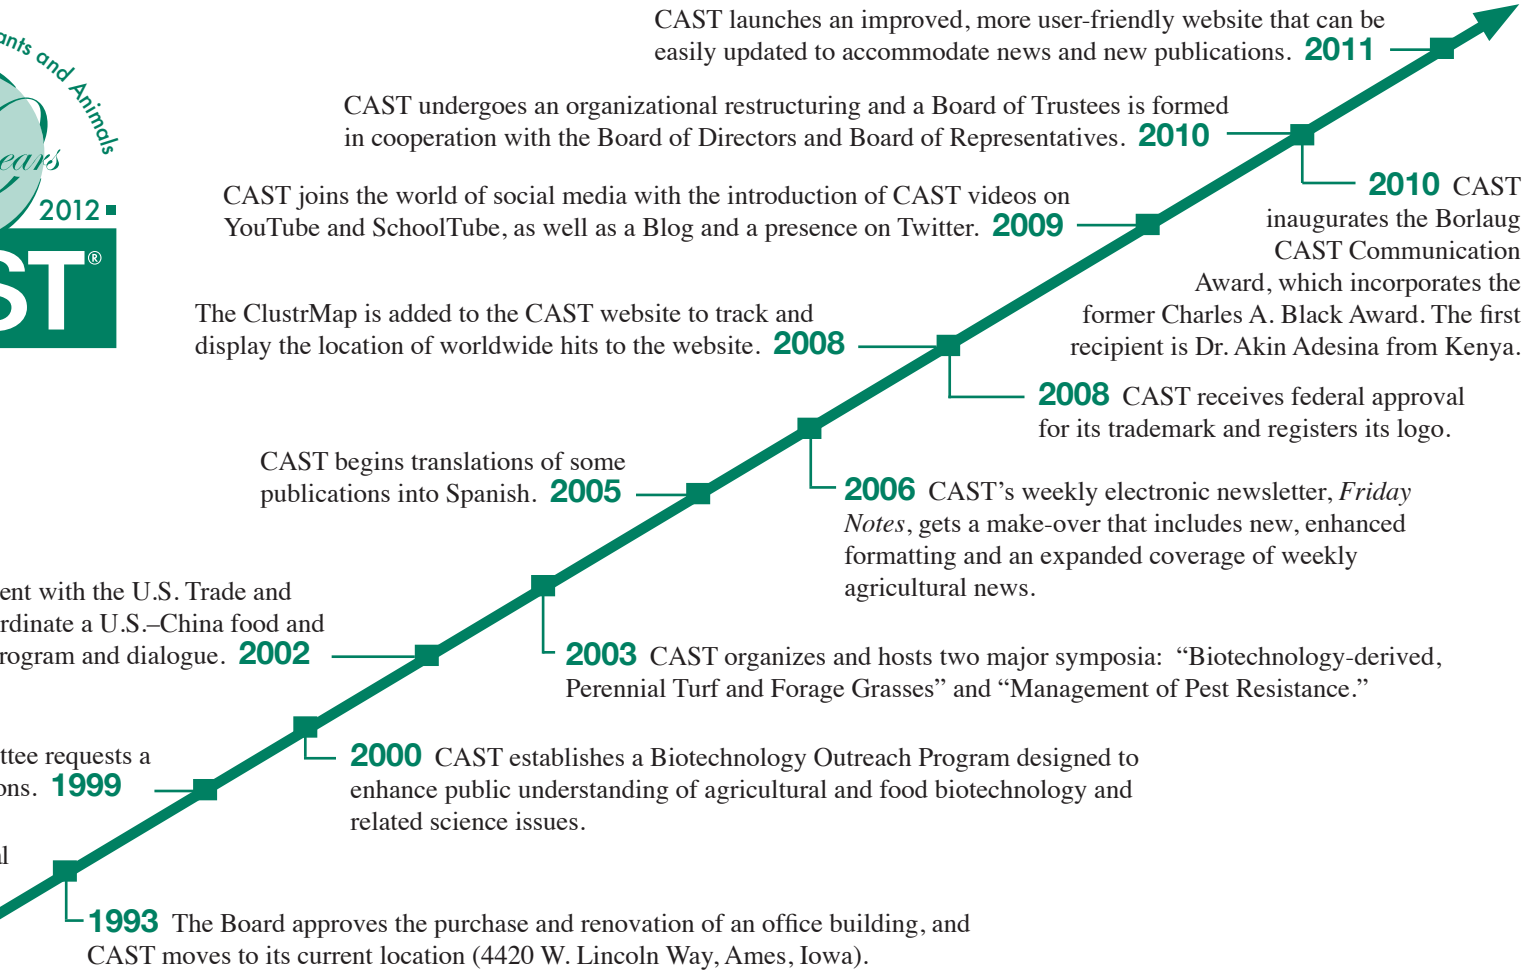 ants and Animals
ears
2012
ST®
CAST launches an improved, more user-friendly website that can be
easily updated to accommodate news and new publications. 2011
CAST undergoes an organizational restructuring and a Board of Trustees is formed
in cooperation with the Board of Directors and Board of Representatives. 2010
2010 CAST
inaugurates the Borlaug
CAST Communication
Award, which incorporates the
former Charles A. Black Award. The first
recipient is Dr. Akin Adesina from Kenya.
CAST joins the world of social media with the introduction of CAST videos on
YouTube and SchoolTube, as well as a Blog and a presence on Twitter. 2009
The ClustrMap is added to the CAST website to track and
display the location of worldwide hits to the website. 2008
2008 CAST receives federal approval
for its trademark and registers its logo.
2006 CAST’s weekly electronic newsletter, Friday
Notes, gets a make-over that includes new, enhanced
formatting and an expanded coverage of weekly
agricultural news.
CAST begins translations of some
publications into Spanish. 2005
2003 CAST organizes and hosts two major symposia: “Biotechnology-derived,
Perennial Turf and Forage Grasses” and “Management of Pest Resistance.”
ent with the U.S. Trade and
rdinate a U.S.–China food and
rogram and dialogue. 2002
2000 CAST establishes a Biotechnology Outreach Program designed to
enhance public understanding of agricultural and food biotechnology and
related science issues.
ttee requests a
ons. 1999
al
1993 The Board approves the purchase and renovation of an office building, and
CAST moves to its current location (4420 W. Lincoln Way, Ames, Iowa).